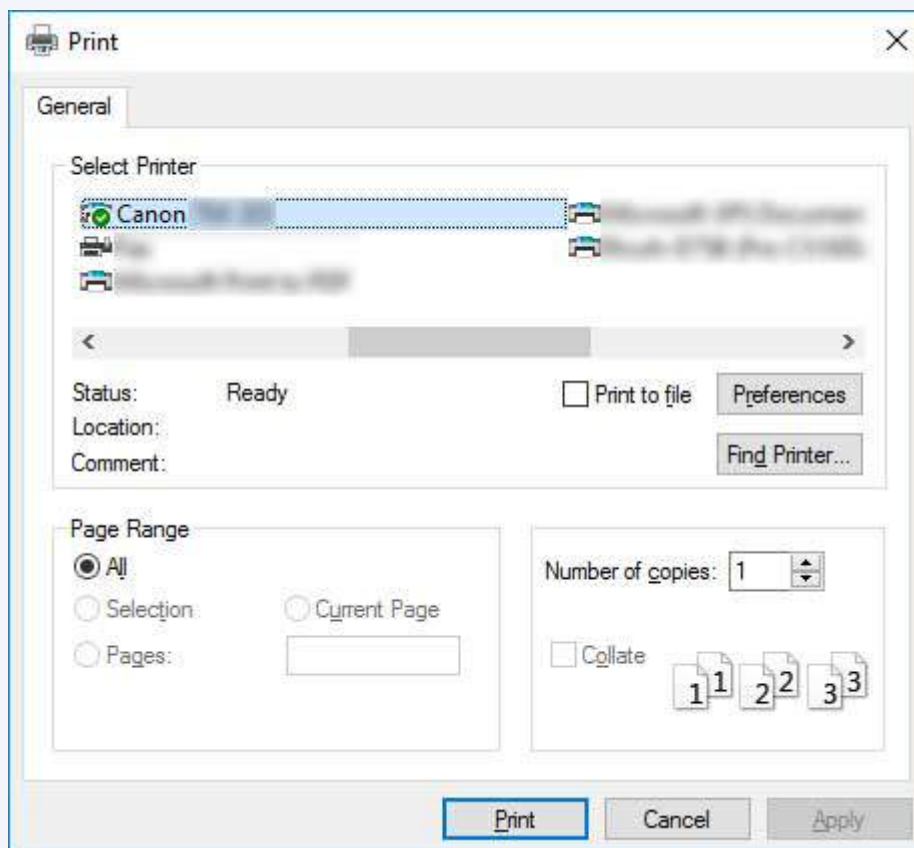 Print
General
Select Printer
Canon
Status: Ready
Print to file
Preferences
Location:
Comment:
Find Printer...
Page Range
All
Selection
Current Page
Pages:
Number of copies: 1
Collate
1 1 2 2 3 3
Print
Cancel
Apply